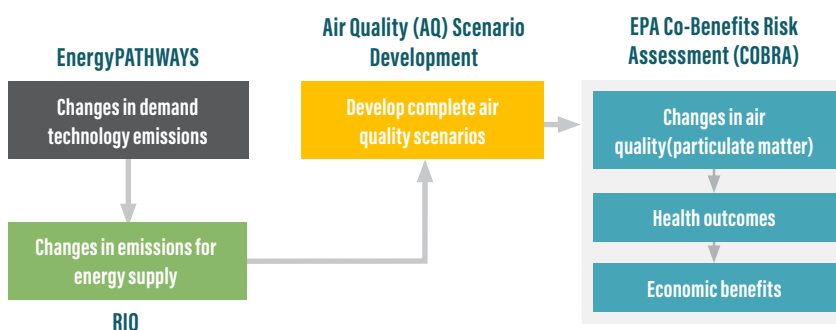 EnergyPATHWAYS
Changes in demand
technology emissions
Changes in emissions for
energy supply
RIO
Air Quality (AQ) Scenario
Development
Develop complete air
quality scenarios
EPA Co-Benefits Risk
Assessment (COBRA)
Changes in air
quality(particulate matter)
Health outcomes
Economic benefits